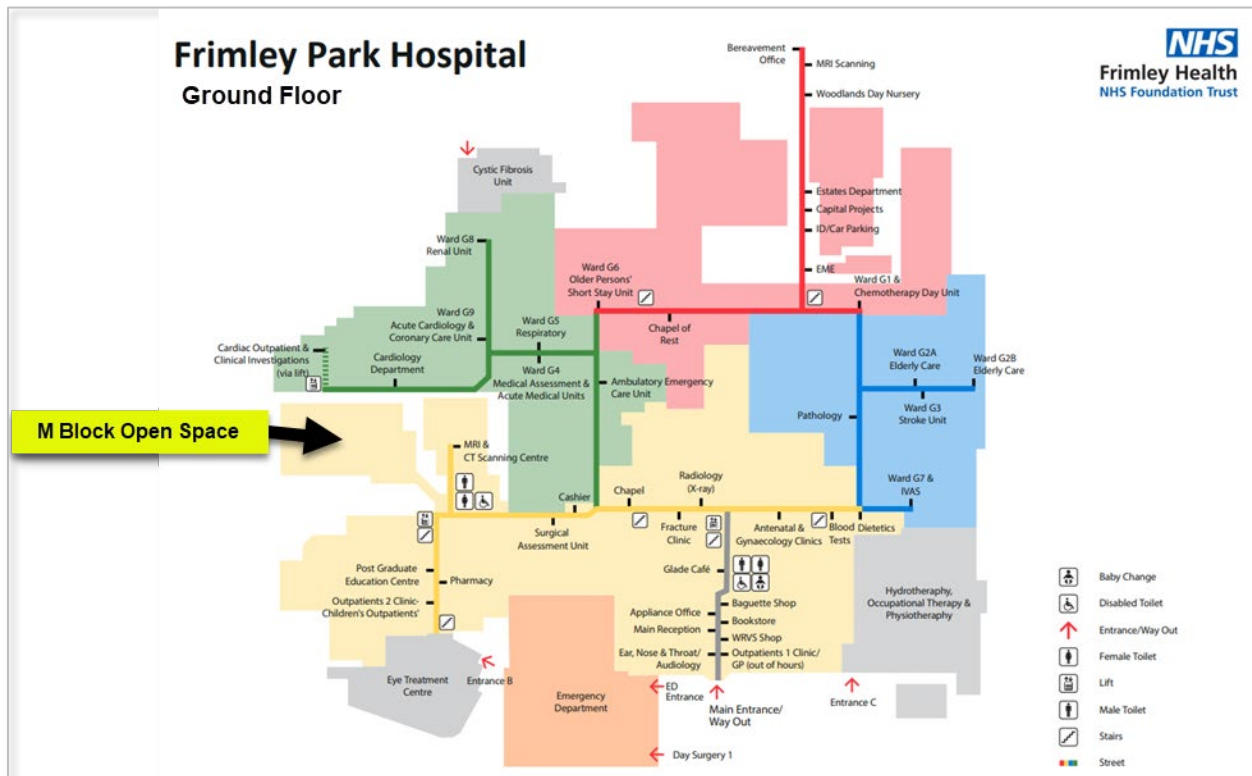 Frimley Park Hospital
Ground Floor
NHS
Frimley Health
NHS Foundation Trust
Bereavement
Office
MRI Scanning
Woodlands Day Nursery
Cystic Fibrosis
Unit
Estates Department
Capital Projects
ID/Car Parking
EME
Ward G8
Renal Unit
Ward G6
Older Persons'
Short Stay Unit
Ward G1 &
Chemotherapy Day Unit
Ward G9
Acute Cardiology &
Coronary Care Unit
Ward G5
Respiratory
Chapel of
Rest
Cardiac Outpatient &
Clinical Investigations
(via lift)
Cardiology
Department
Ward G4
Medical Assessment &
Acute Medical Units
Ambulatory Emergency
Care Unit
Ward G2A
Elderly Care
Ward G2B
Elderly Care
Ward G3
Stroke Unit
Pathology
M Block Open Space
MRI &
CT Scanning Centre
Cashier
Chapel
Radiology
(X-ray)
Ward G7 &
IVAS
Surgical
Assessment Unit
Fracture
Clinic
Antenatal &
Gynaecology Clinics
Blood
Tests
Dietetics
Post Graduate
Education Centre
Pharmacy
Outpatients 2 Clinic-
Children's Outpatients'
Glade Café
Baguette Shop
Appliance Office
Bookstore
Main Reception
WRVS Shop
Ear, Nose & Throat/
Audiology
Outpatients 1 Clinic/
GP (out of hours)
Hydrotheraphy,
Occupational Therapy &
Physiotheraphy
Eye Treatment
Centre
Entrance B
Emergency
Department
ED
Entrance
Main Entrance/
Way Out
Entrance C
Day Surgery 1
Baby Change
Disabled Toilet
Entrance/Way Out
Female Toilet
Lift
Male Toilet
Stairs
Street